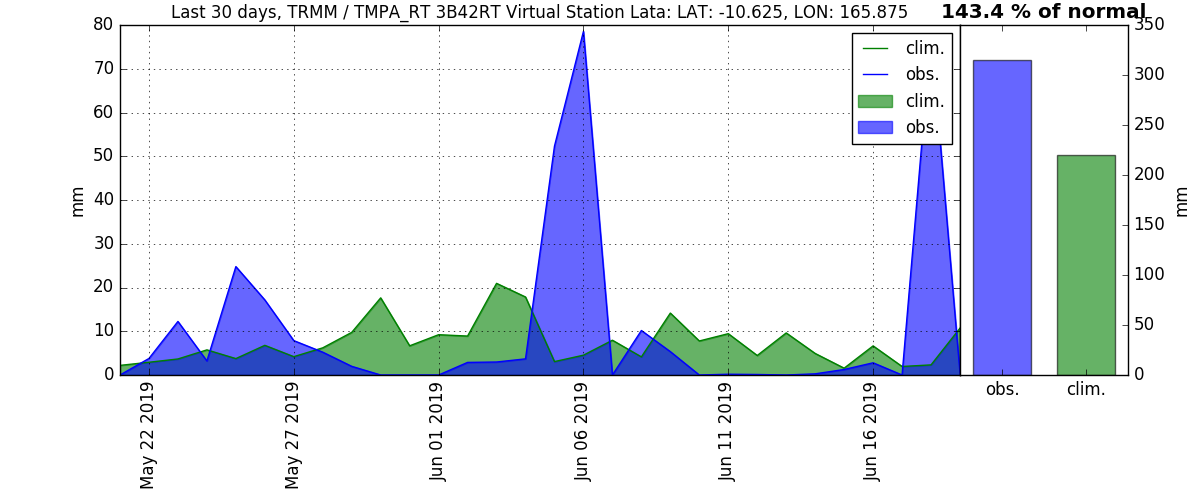 Last 30 days, TRMM / TMPA_RT 3B42RT Virtual Station Lata: LAT: -10.625, LON: 165.875
143.4 % of normal
80
70
60
50
40
30
20
10
0
mm
clim.
obs.
clim.
obs.
350
300
250
200
150
100
50
0
mm
May 22 2019
May 27 2019
Jun 01 2019
Jun 06 2019
Jun 11 2019
Jun 16 2019
obs.
clim.